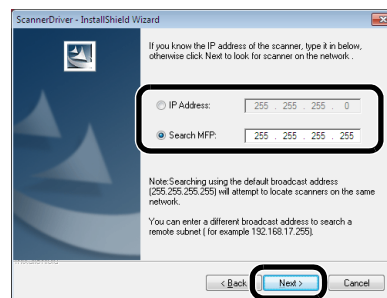 ScannerDriver - InstallShield Wizard
If you know the IP address of the scanner, type it in below,
otherwise click Next to look for scanner on the network .
IP Address: 255 . 255 . 255 . 0
Search MFP: 255 . 255 . 255 . 255
Note:Searching using the default broadcast address
(255.255.255.255) will attempt to locate scanners on the same
network.
You can enter a different broadcast address to search a
remote subnet ( for example 192.168.17.255).
InstallShield
< Back Next > Cancel